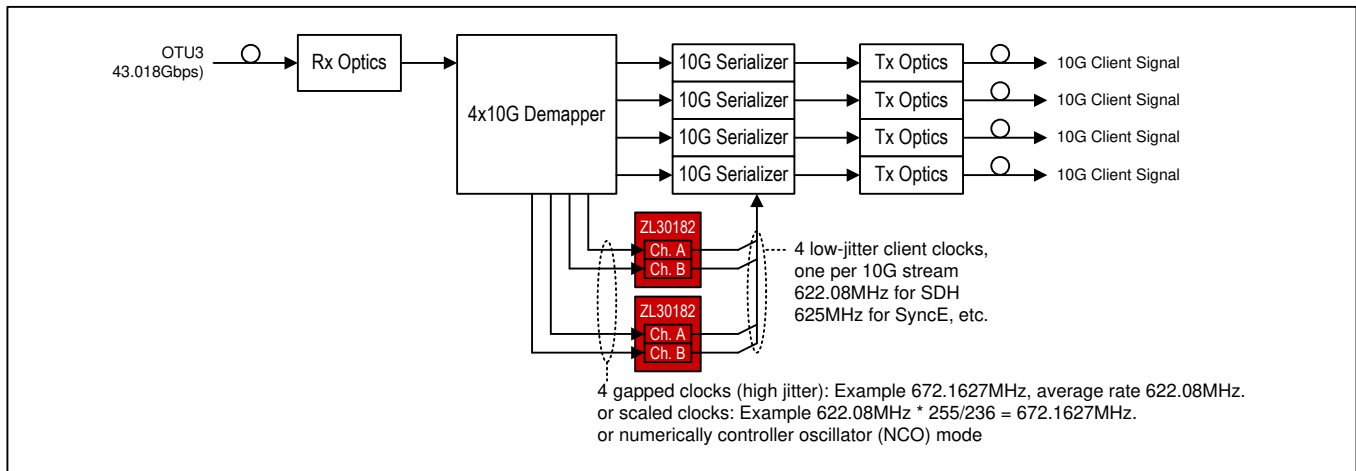 OTU3
43.018Gbps)
Rx Optics
4x10G Demapper
10G Serializer
10G Serializer
10G Serializer
10G Serializer
Tx Optics
Tx Optics
Tx Optics
Tx Optics
10G Client Signal
10G Client Signal
10G Client Signal
10G Client Signal
ZL30182
Ch. A
Ch. B
ZL30182
Ch. A
Ch. B
4 low-jitter client clocks,
one per 10G stream
622.08MHz for SDH
625MHz for SyncE, etc.
4 gapped clocks (high jitter): Example 672.1627MHz, average rate 622.08MHz.
or scaled clocks: Example 622.08MHz * 255/236 = 672.1627MHz.
or numerically controller oscillator (NCO) mode